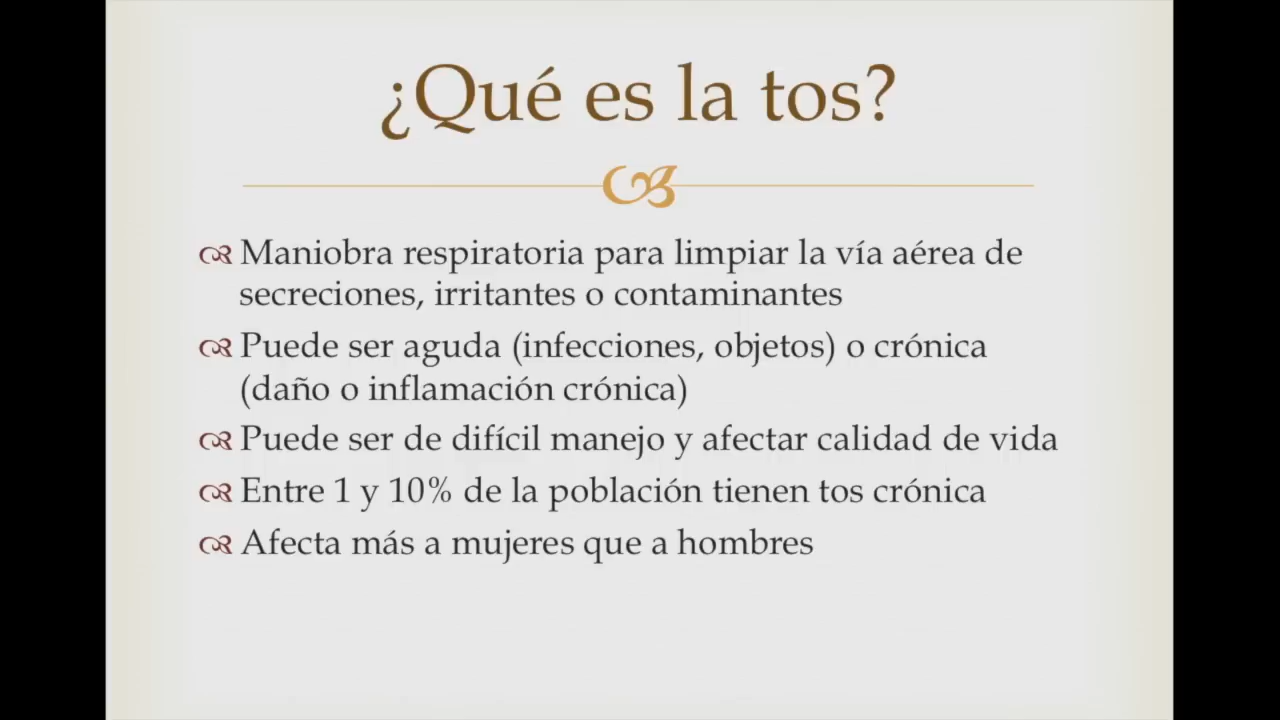 ¿Qué es la tos?
Maniobra respiratoria para limpiar la vía aérea de
secreciones, irritantes o contaminantes
Puede ser aguda (infecciones, objetos) o crónica
(daño o inflamación crónica)
Puede ser de difícil manejo y afectar calidad de vida
Entre 1 y 10% de la población tienen tos crónica
Afecta más a mujeres que a hombres